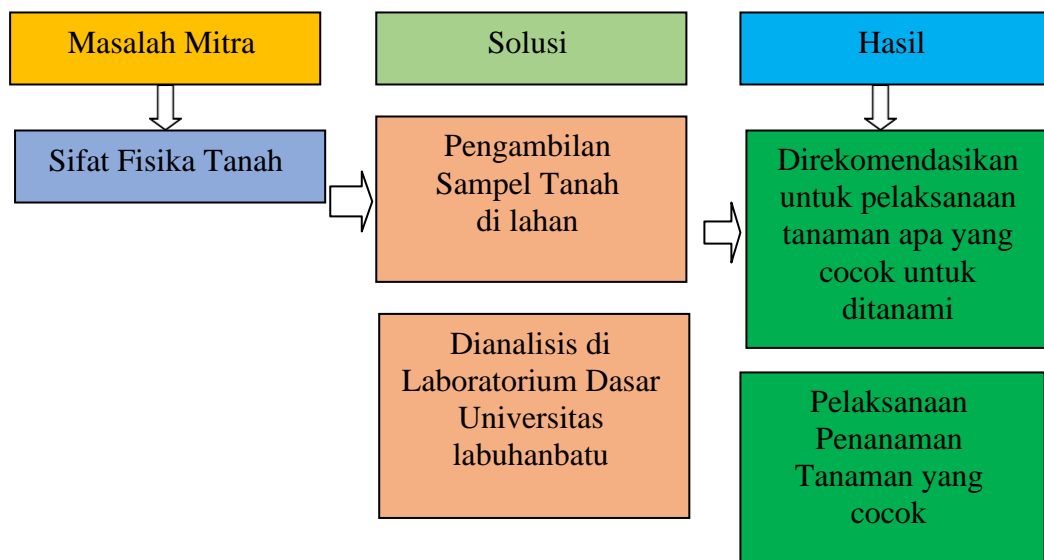 Masalah Mitra
Solusi
Hasil
Sifat Fisika Tanah
Pengambilan
Sampel Tanah
di lahan
Direkomendasikan
untuk pelaksanaan
tanaman apa yang
cocok untuk
ditanami
Dianalisis di
Laboratorium Dasar
Universitas
labuhanbatu
Pelaksanaan
Penanaman
Tanaman yang
cocok